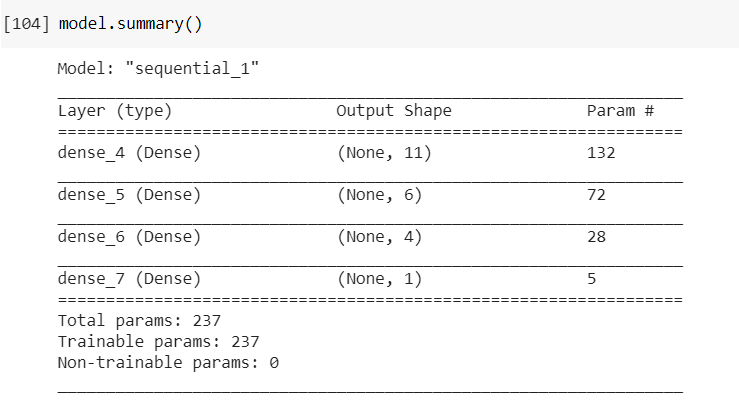 [104] model.summary()
Model: "sequential_1"
_________________________________________________________________
Layer (type)                 Output Shape              Param #
=================================================================
dense_4 (Dense)              (None, 11)                132
_________________________________________________________________
dense_5 (Dense)              (None, 6)                 72
_________________________________________________________________
dense_6 (Dense)              (None, 4)                 28
_________________________________________________________________
dense_7 (Dense)              (None, 1)                 5
=================================================================
Total params: 237
Trainable params: 237
Non-trainable params: 0
_________________________________________________________________